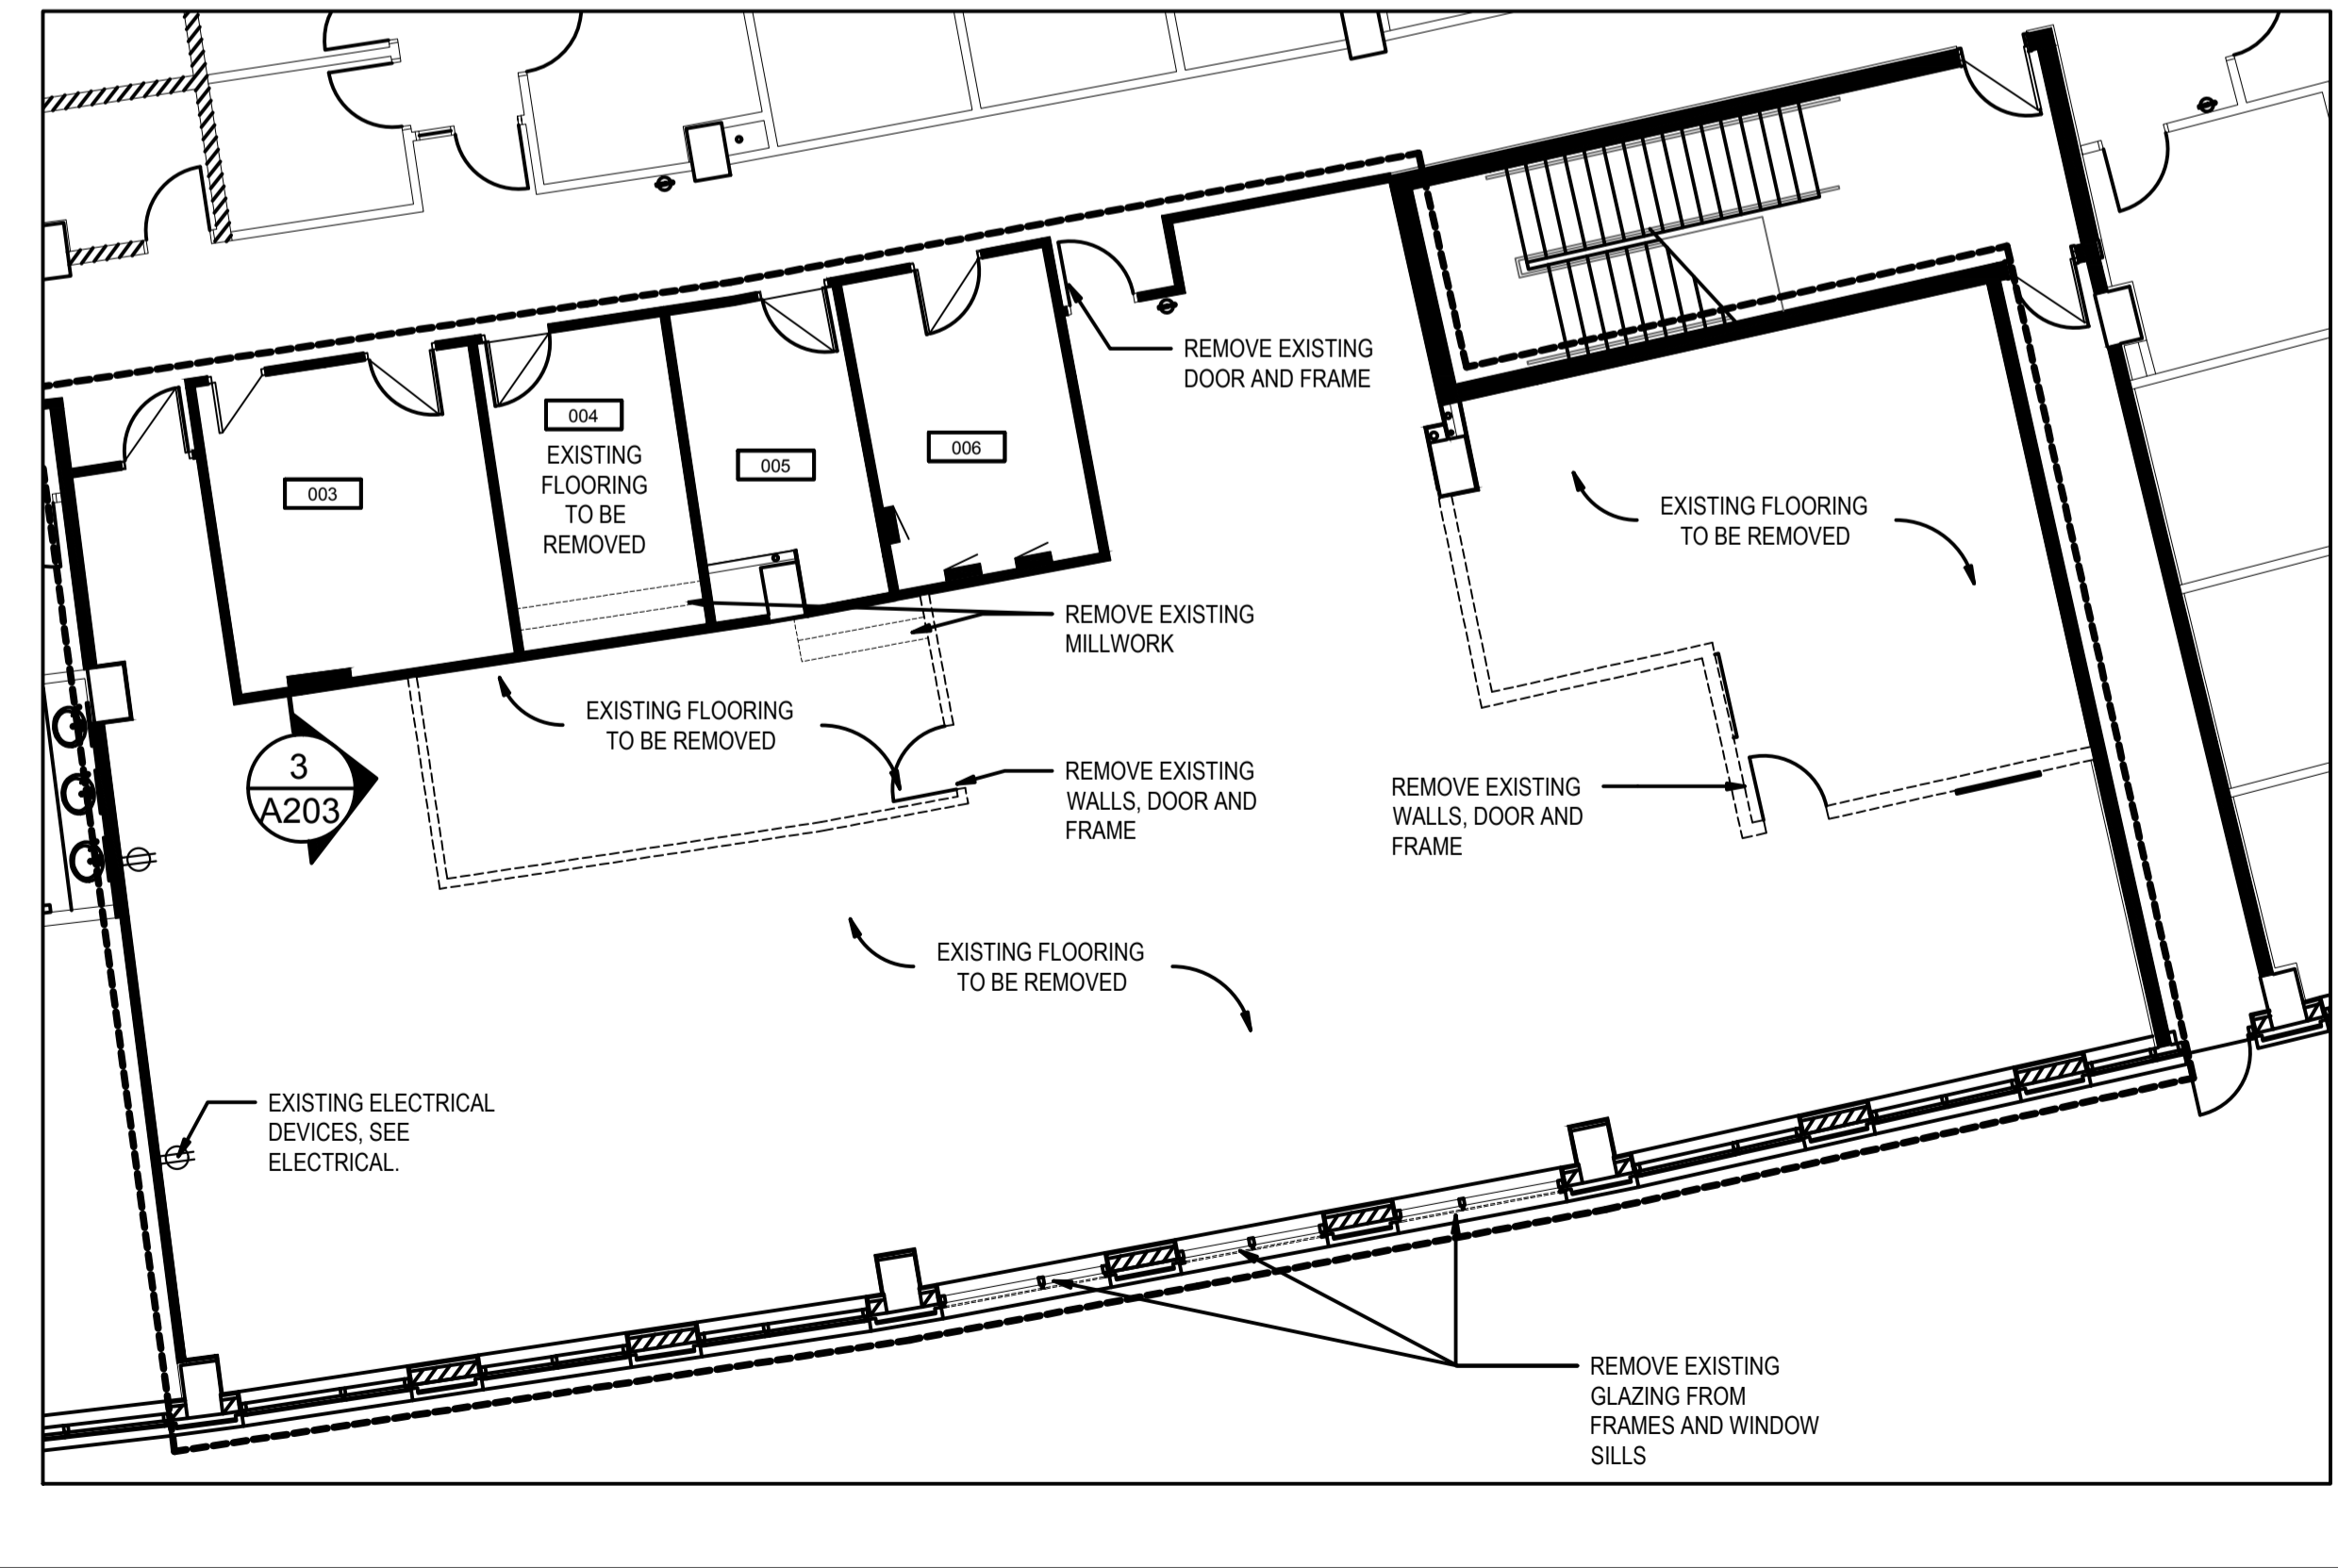 REMOVE EXISTING
DOOR AND FRAME
004
EXISTING
FLOORING
TO BE
REMOVED
005
006
003
EXISTING FLOORING
TO BE REMOVED
REMOVE EXISTING
MILLWORK
EXISTING FLOORING
TO BE REMOVED
3
A203
REMOVE EXISTING
WALLS, DOOR AND
FRAME
REMOVE EXISTING
WALLS, DOOR AND
FRAME
EXISTING FLOORING
TO BE REMOVED
EXISTING ELECTRICAL
DEVICES, SEE
ELECTRICAL.
REMOVE EXISTING
GLAZING FROM
FRAMES AND WINDOW
SILLS